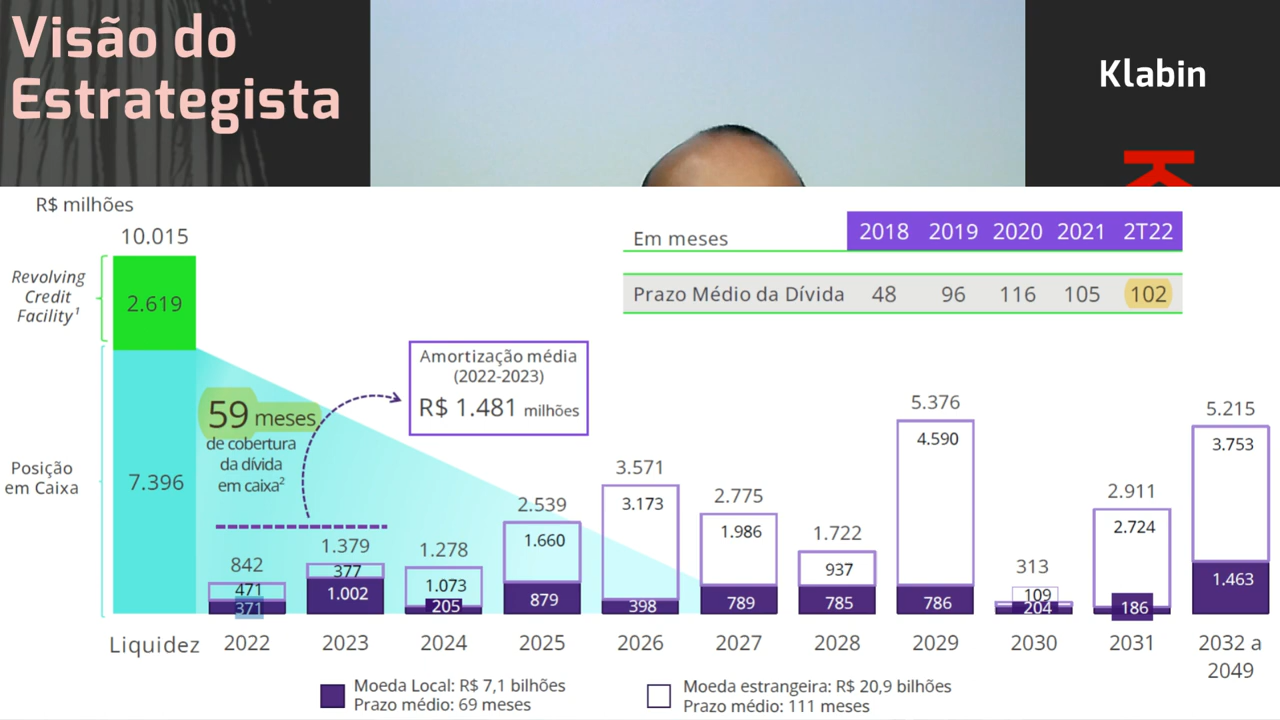 Visão do
Estrategista
Klabin
K
R$ milhões
10.015
Revolving
Credit
Facility¹
2.619
Posição
em Caixa
7.396
59 meses
de cobertura
da dívida
em caixa²
Amortização média
(2022-2023)
R$ 1.481 milhões
Em meses 2018 2019 2020 2021 2T22
Prazo Médio da Dívida 48 96 116 105 102
842
471
371
1.379
377
1.002
1.278
1.073
205
2.539
1.660
879
3.571
3.173
398
2.775
1.986
789
1.722
937
785
5.376
4.590
786
313
109
204
2.911
2.724
186
5.215
3.753
1.463
Liquidez 2022 2023 2024 2025 2026 2027 2028 2029 2030 2031 2032 a
2049
Moeda Local: R$ 7,1 bilhões
Prazo médio: 69 meses
Moeda estrangeira: R$ 20,9 bilhões
Prazo médio: 111 meses